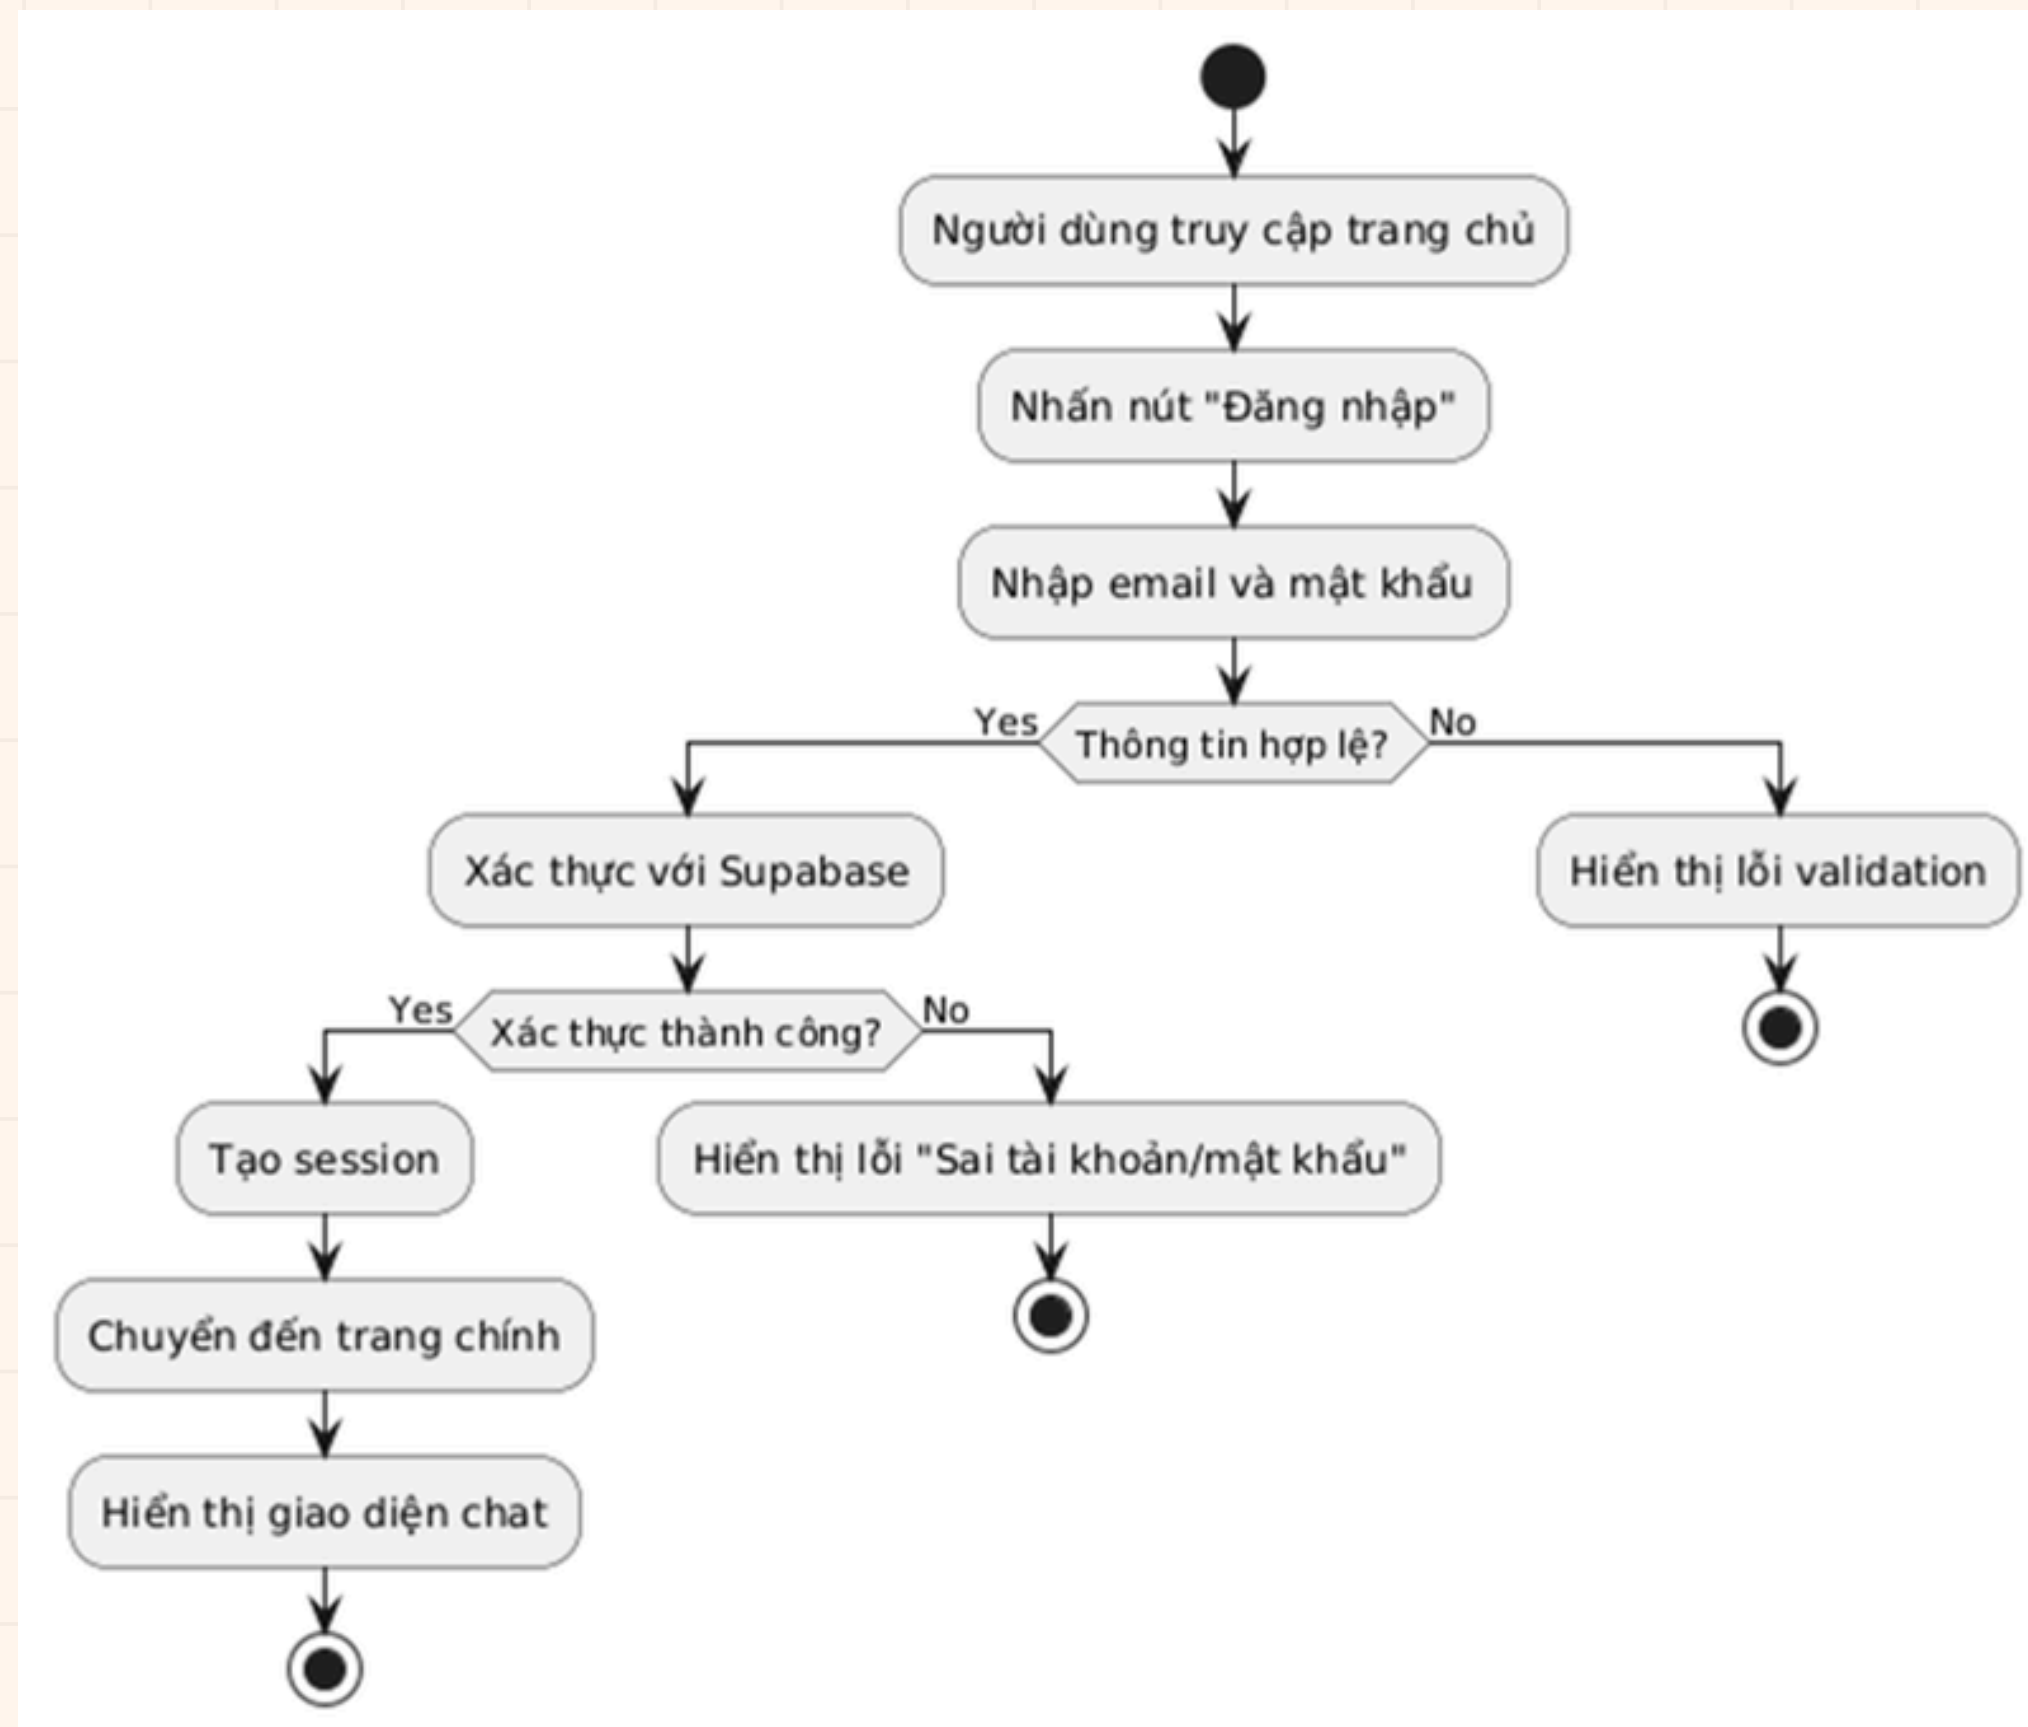 Người dùng truy cập trang chủ
Nhấn nút "Đăng nhập"
Nhập email và mật khẩu
Yes
Thông tin hợp lệ?
No
Xác thực với Supabase
Hiển thị lỗi validation
Yes
Xác thực thành công?
No
Tạo session
Hiển thị lỗi "Sai tài khoản/mật khẩu"
Chuyển đến trang chính
Hiển thị giao diện chat